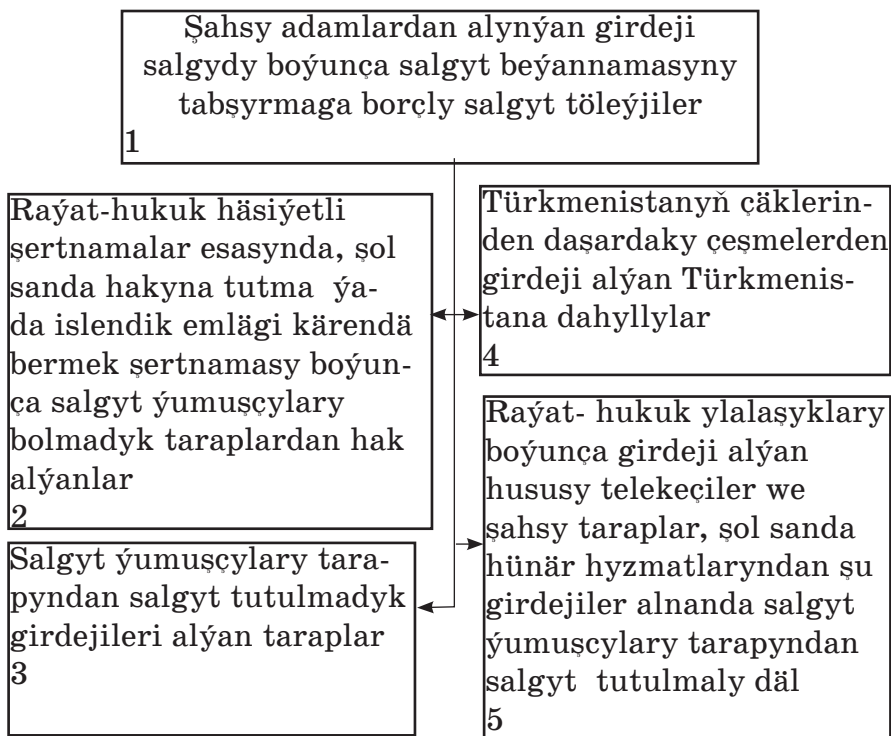 Şahsy adamlardan alynýan girdeji
salgydy boýunça salgyt beýannamasyny
tabşyrmaga borçly salgyt töleýjiler
1
Raýat-hukuk häsiýetli
şertnamalar esasynda, şol
sanda hakyna tutma ýa-
da islendik emlägi kärendä
bermek şertnamasy boýun-
ça salgyt ýumuşçylary
bolmadyk taraplardan hak
alýanlar
2
Salgyt ýumuşçylary tara-
pyndan salgyt tutulmadyk
girdejileri alýan taraplar
3
Türkmenistanyň çäklerin-
den daşardaky çeşmelerden
girdeji alýan Türkmenis-
tana dahyllylar
4
Raýat- hukuk ylalaşyklary
boýunça girdeji alýan
hususy telekeçiler we
şahsy taraplar, şol sanda
hünär hyzmatlaryndan şu
girdejiler alnanda salgyt
ýumuşcylary tarapyndan
salgyt tutulmaly däl
5